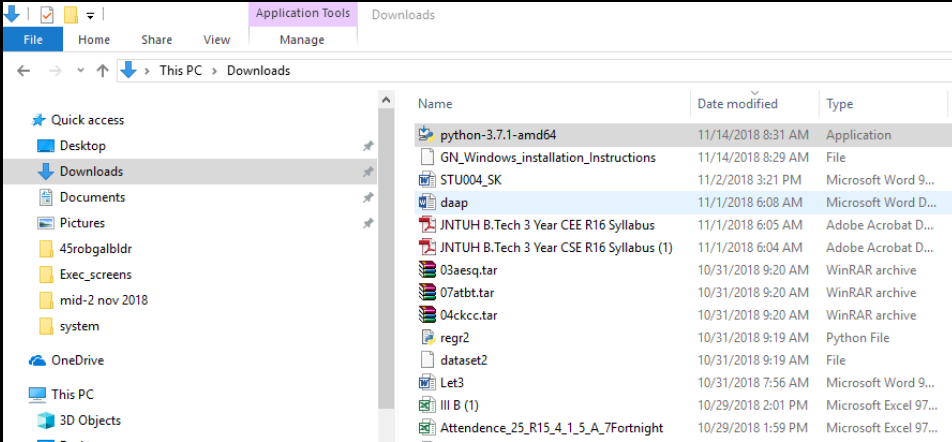 Application Tools Downloads
File Home Share View Manage
This PC > Downloads
Quick access
Desktop
Downloads
Documents
Pictures
45robgalbldr
Exec_screens
mid-2 nov 2018
system
OneDrive
This PC
3D Objects
Name Date modified Type
python-3.7.1-amd64 11/14/2018 8:31 AM Application
GN_Windows_installation_Instructions 11/14/2018 8:29 AM File
STU004_SK 11/2/2018 3:21 PM Microsoft Word 9...
daap 11/1/2018 6:08 AM Microsoft Word D...
JNTUH B.Tech 3 Year CEE R16 Syllabus 11/1/2018 6:05 AM Adobe Acrobat D...
JNTUH B.Tech 3 Year CSE R16 Syllabus (1) 11/1/2018 6:04 AM Adobe Acrobat D...
03aesq.tar 10/31/2018 9:20 AM WinRAR archive
07atbt.tar 10/31/2018 9:20 AM WinRAR archive
04ckcc.tar 10/31/2018 9:20 AM WinRAR archive
regr2 10/31/2018 9:19 AM Python File
dataset2 10/31/2018 9:19 AM File
Let3 10/31/2018 7:56 AM Microsoft Word 9...
III B (1) 10/29/2018 2:01 PM Microsoft Excel 97...
Attendence_25_R15_4_1_5_A_7Fortnight 10/29/2018 1:59 PM Microsoft Excel 97...